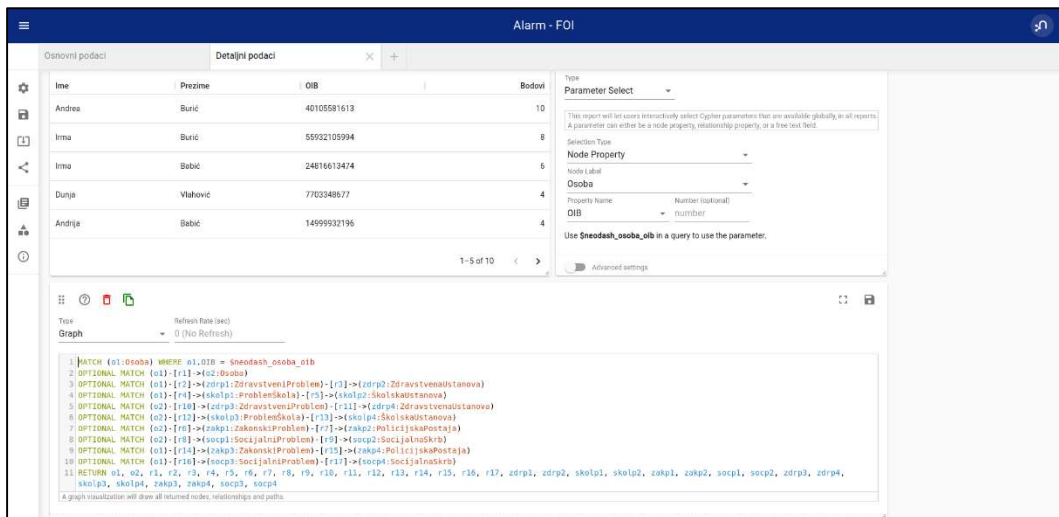 Alarm - FOI
Osnovni podaci
Detaljni podaci
Ime Prezime OIB Bodovi
Andrea Burić 40105581613 10
Irma Burić 55932105994 8
Irma Babić 24816613474 6
Dunja Vlahović 7703348677 4
Andrija Babić 14999932196 4
1–5 of 10
Type
Parameter Select
This report will let users interactively select Cypher parameters that are available globally, in all reports.
A parameter can either be a node property, relationship property, or a free text field.
Selection Type
Node Property
Node Label
Osoba
Property Name Number (optional)
OIB number
Use $neodash_osoba_oib in a query to use the parameter.
Advanced settings
Type Refresh Rate (sec)
Graph 0 (No Refresh)
1 MATCH (o1:Osoba) WHERE o1.OIB = $neodash_osoba_oib
2 OPTIONAL MATCH (o1)-[r1]->(o2:Osoba)
3 OPTIONAL MATCH (o1)-[r2]->(zdrp1:ZdravstveniProblem)-[r3]->(zdrp2:ZdravstvenaUstanova)
4 OPTIONAL MATCH (o1)-[r4]->(skolp1:ProblemŠkola)-[r5]->(skolp2:ŠkolskaUstanova)
5 OPTIONAL MATCH (o2)-[r10]->(zdrp3:ZdravstveniProblem)-[r11]->(zdrp4:ZdravstvenaUstanova)
6 OPTIONAL MATCH (o2)-[r12]->(skolp3:ProblemŠkola)-[r13]->(skolp4:ŠkolskaUstanova)
7 OPTIONAL MATCH (o2)-[r6]->(zakp1:ZakonskiProblem)-[r7]->(zakp2:PolicijskaPostaja)
8 OPTIONAL MATCH (o2)-[r8]->(socp1:SocijalniProblem)-[r9]->(socp2:SocijalnaSkrb)
9 OPTIONAL MATCH (o1)-[r14]->(zakp3:ZakonskiProblem)-[r15]->(zakp4:PolicijskaPostaja)
10 OPTIONAL MATCH (o1)-[r16]->(socp3:SocijalniProblem)-[r17]->(socp4:SocijalnaSkrb)
11 RETURN o1, o2, r1, r2, r3, r4, r5, r6, r7, r8, r9, r10, r11, r12, r13, r14, r15, r16, r17, zdrp1, zdrp2, skolp1, skolp2, zakp1, zakp2, socp1, socp2, zdrp3, zdrp4,
skolp3, skolp4, zakp3, zakp4, socp3, socp4
A graph visualization will draw all returned nodes, relationships and paths.